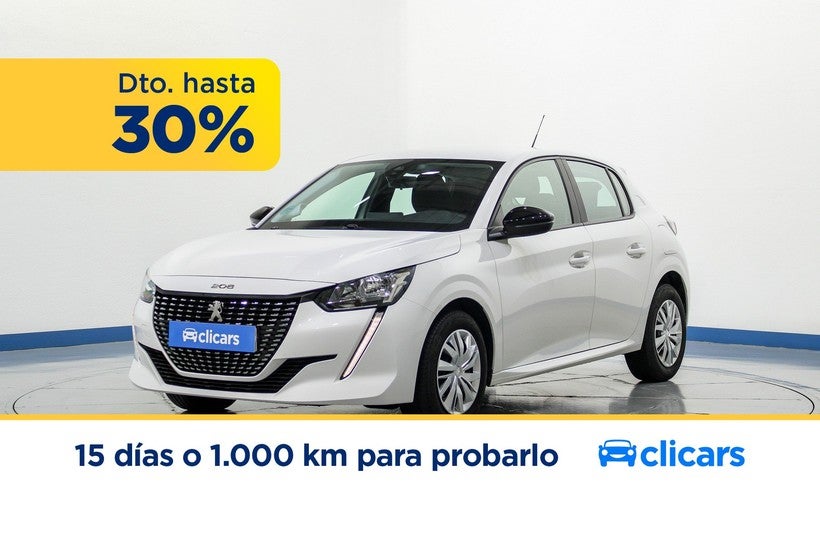 Dto. hasta
30%
208
clicars
15 días o 1.000 km para probarlo
clicars